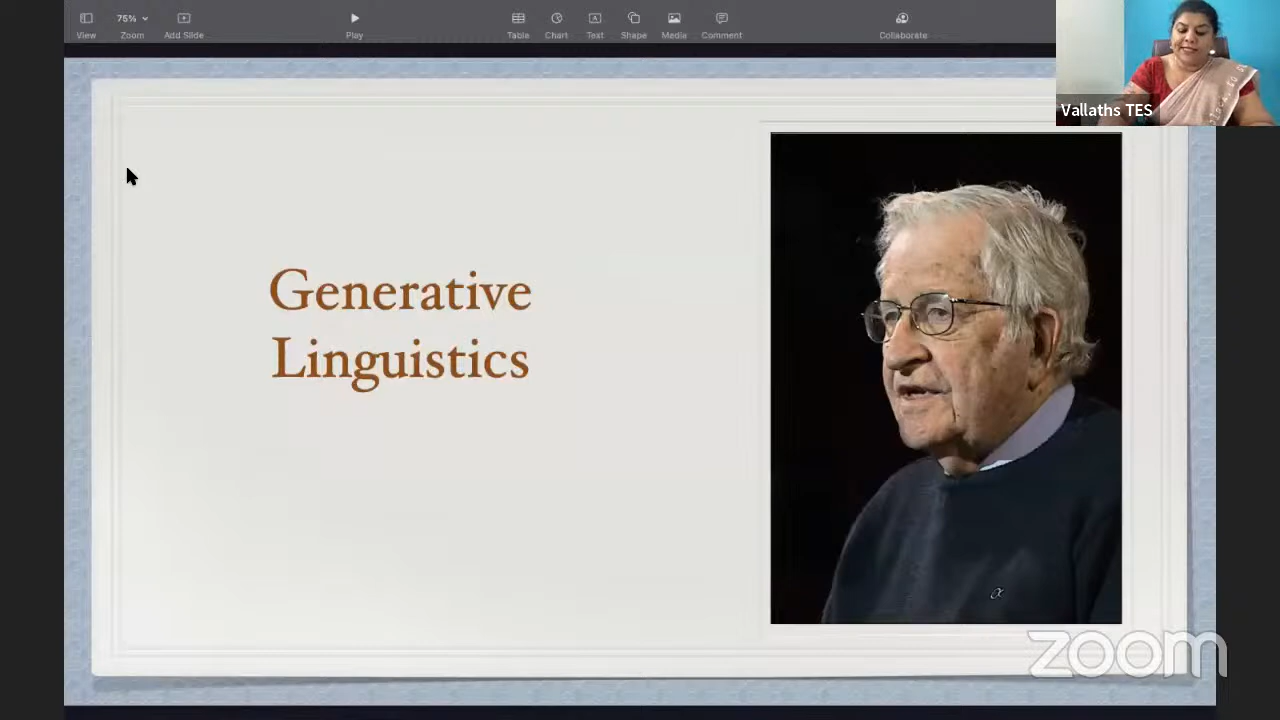 View
75%
Zoom
Add Slide
Play
Table
Chart
Text
Shape
Media
Comment
Collaborate
Vallaths TES
Generative
Linguistics
zoom